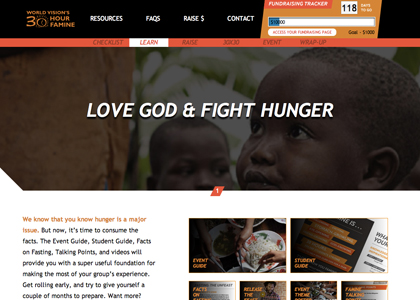 WORLD VISION'S
30 HOUR
FAMINE
RESOURCES
FAQS
RAISE $
CONTACT
FUNDRAISING TRACKER
118 DAYS
TO GO
ACCESS YOUR FUNDRAISING PAGE
Goal - $1000
CHECKLIST
LEARN
RAISE
30X30
EVENT
WRAP-UP
LOVE GOD & FIGHT HUNGER
1
We know that you know hunger is a major
issue. But now, it's time to consume the
facts. The Event Guide, Student Guide, Facts
on Fasting, Talking Points, and videos will
provide you with a super useful foundation for
making the most of your group's experience.
Get rolling early, and try to give yourself a
couple of months to prepare. Want more?
EVENT
GUIDE
STUDENT
GUIDE
FACTS
ON
RELEASE
THE
EVENT
THEME
FAMINE
TALKING